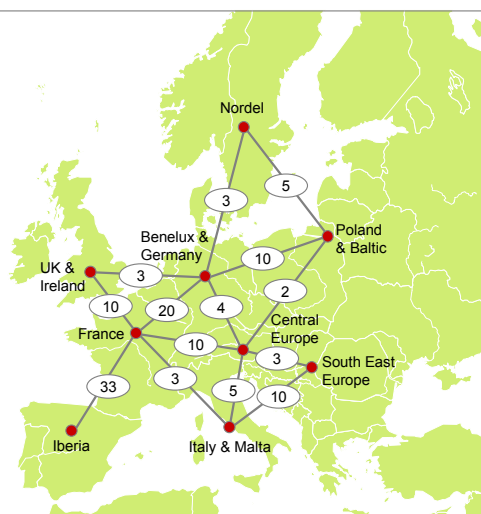 Nordel
3
5
Benelux &
Germany
Poland
& Baltic
10
UK &
Ireland
3
2
10
20
4
Central
Europe
France
10
3
South East
Europe
3
33
5
10
Iberia
Italy & Malta